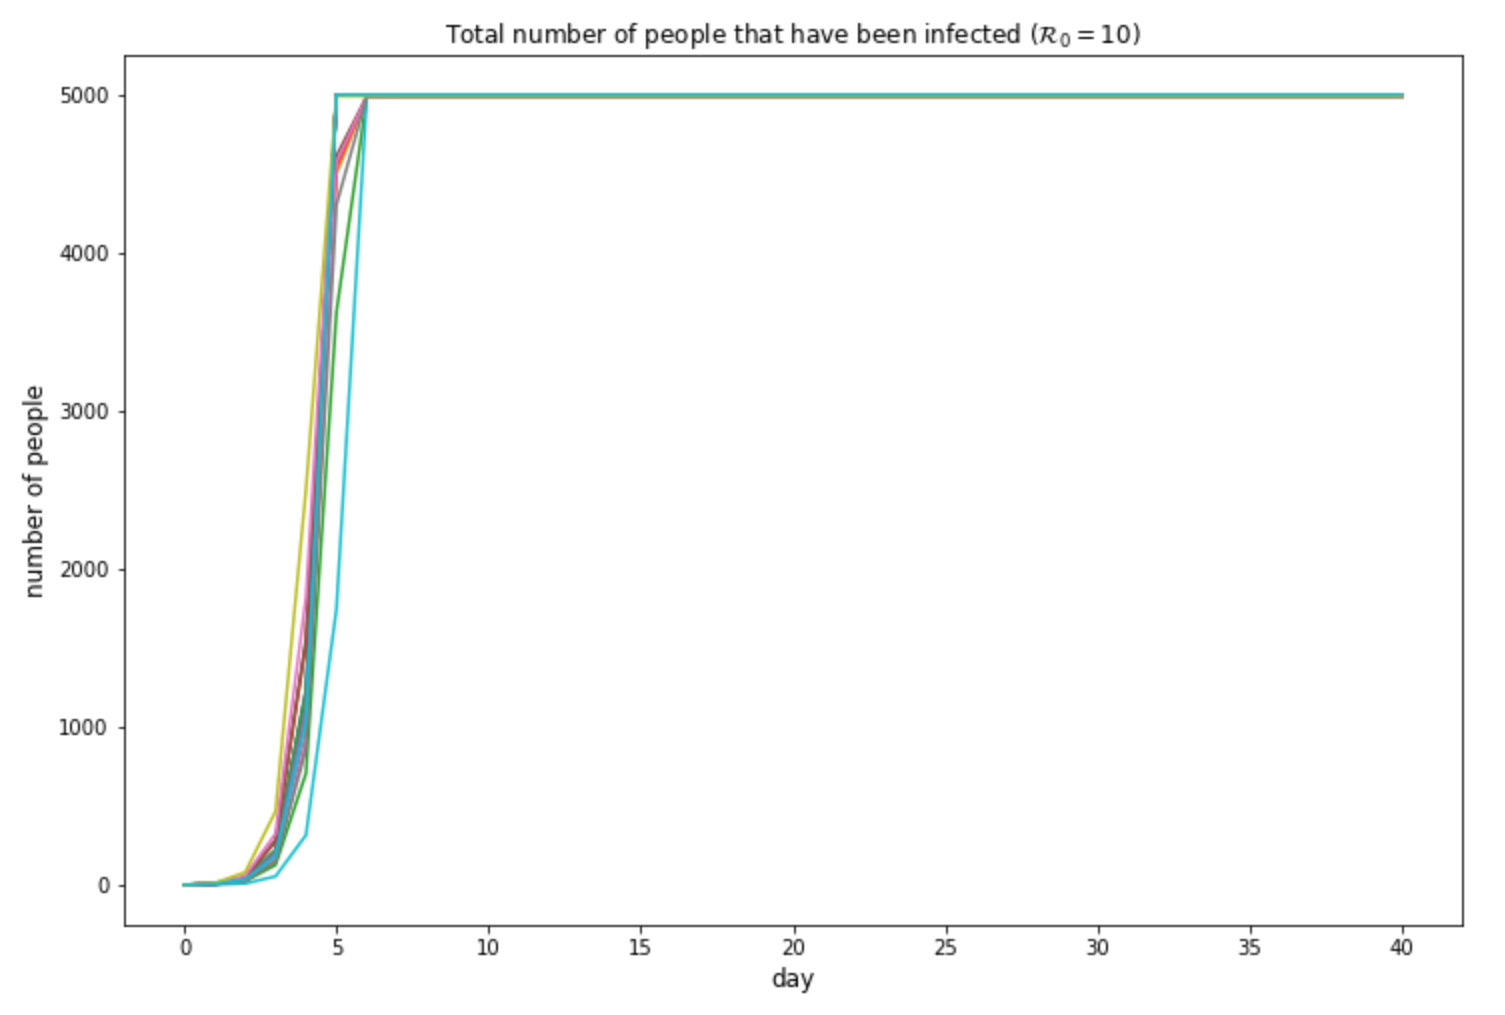 Total number of people that have been infected (ℛ₀ = 10)
5000
4000
3000
2000
1000
0
number of people
0 5 10 15 20 25 30 35 40
day